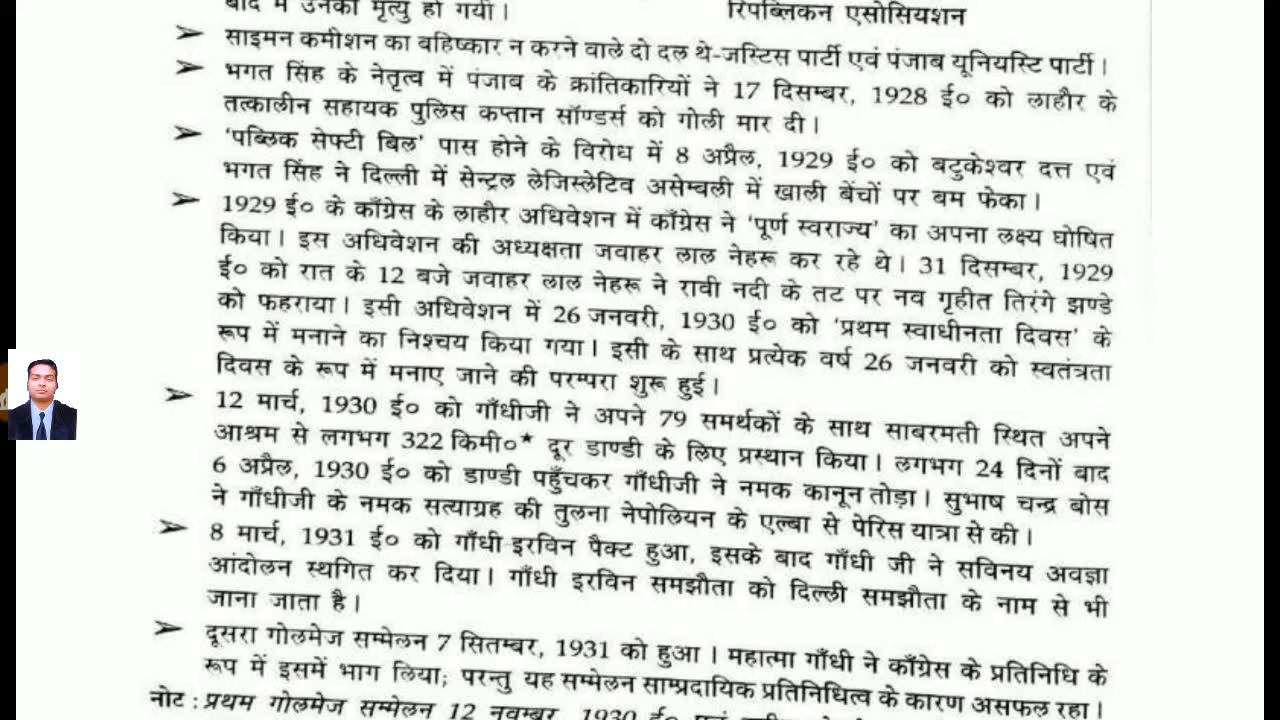 बाद में उनकी मृत्यु हो गयी।
रिपब्लिकन एसोसियशन
➢ साइमन कमीशन का बहिष्कार न करने वाले दो दल थे-जस्टिस पार्टी एवं पंजाब यूनियस्टि पार्टी।
➢ भगत सिंह के नेतृत्व में पंजाब के क्रांतिकारियों ने 17 दिसम्बर, 1928 ई० को लाहौर के
तत्कालीन सहायक पुलिस कप्तान सॉण्डर्स को गोली मार दी।
➢ 'पब्लिक सेफ्टी बिल' पास होने के विरोध में 8 अप्रैल, 1929 ई० को बटुकेश्वर दत्त एवं
भगत सिंह ने दिल्ली में सेन्ट्रल लेजिस्लेटिव असेम्बली में खाली बेंचों पर बम फेका।
➢ 1929 ई० के काँग्रेस के लाहौर अधिवेशन में काँग्रेस ने 'पूर्ण स्वराज्य' का अपना लक्ष्य घोषित
किया। इस अधिवेशन की अध्यक्षता जवाहर लाल नेहरू कर रहे थे। 31 दिसम्बर, 1929
ई० को रात के 12 बजे जवाहर लाल नेहरू ने रावी नदी के तट पर नव गृहीत तिरंगे झण्डे
को फहराया। इसी अधिवेशन में 26 जनवरी, 1930 ई० को 'प्रथम स्वाधीनता दिवस' के
रूप में मनाने का निश्चय किया गया। इसी के साथ प्रत्येक वर्ष 26 जनवरी को स्वतंत्रता
दिवस के रूप में मनाए जाने की परम्परा शुरू हुई।
➢ 12 मार्च, 1930 ई० को गाँधीजी ने अपने 79 समर्थकों के साथ साबरमती स्थित अपने
आश्रम से लगभग 322 किमी०* दूर डाण्डी के लिए प्रस्थान किया। लगभग 24 दिनों बाद
6 अप्रैल, 1930 ई० को डाण्डी पहुँचकर गाँधीजी ने नमक कानून तोड़ा। सुभाष चन्द्र बोस
ने गाँधीजी के नमक सत्याग्रह की तुलना नेपोलियन के एल्बा से पेरिस यात्रा से की।
➢ 8 मार्च, 1931 ई० को गाँधी-इरविन पैक्ट हुआ, इसके बाद गाँधी जी ने सविनय अवज्ञा
आंदोलन स्थगित कर दिया। गाँधी इरविन समझौता को दिल्ली समझौता के नाम से भी
जाना जाता है।
➢ दूसरा गोलमेज सम्मेलन 7 सितम्बर, 1931 को हुआ। महात्मा गाँधी ने काँग्रेस के प्रतिनिधि के
रूप में इसमें भाग लिया; परन्तु यह सम्मेलन साम्प्रदायिक प्रतिनिधित्व के कारण असफल रहा।
नोट : प्रथम गोलमेज सम्मेलन 12 नवम्बर, 1930 ई०